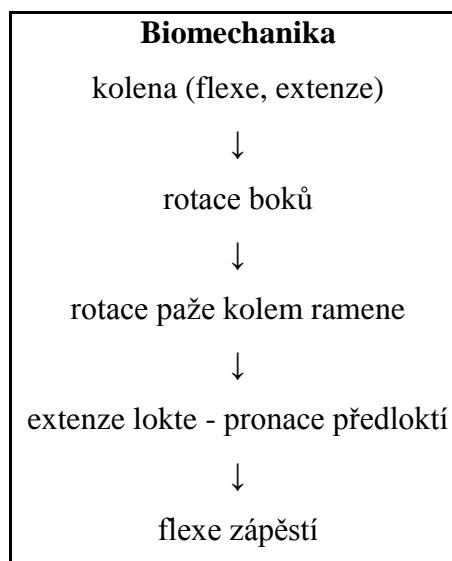 Biomechanika
kolena (flexe, extenze)
↓
rotace boků
↓
rotace paže kolem ramene
↓
extenze lokte - pronace předloktí
↓
flexe zápěstí